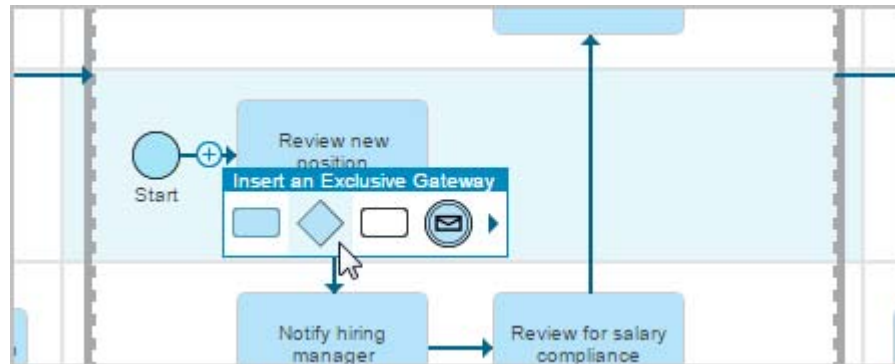 Review new
position
Insert an Exclusive Gateway
Start
Notify hiring
manager
Review for salary
compliance